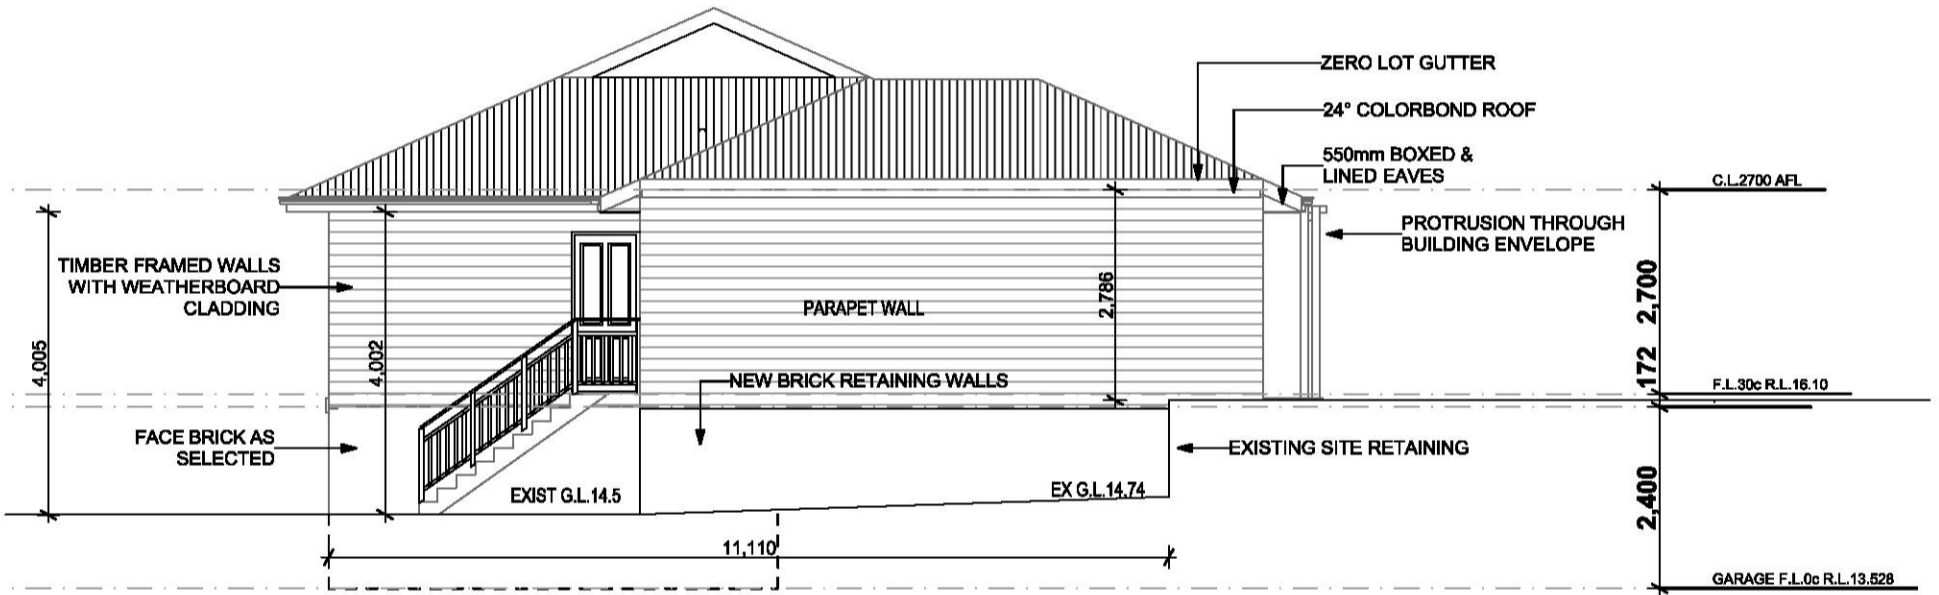 ZERO LOT GUTTER
24° COLORBOND ROOF
550mm BOXED &
LINED EAVES
C.L.2700 AFL
PROTRUSION THROUGH
BUILDING ENVELOPE
TIMBER FRAMED WALLS
WITH WEATHERBOARD
CLADDING
PARAPET WALL
2,786
2,700
4,005
4,002
172
NEW BRICK RETAINING WALLS
F.L.30c R.L.16.10
FACE BRICK AS
SELECTED
EXISTING SITE RETAINING
EXIST G.L.14.5
EX G.L.14.74
2,400
11,110
GARAGE F.L.0c R.L.13.528